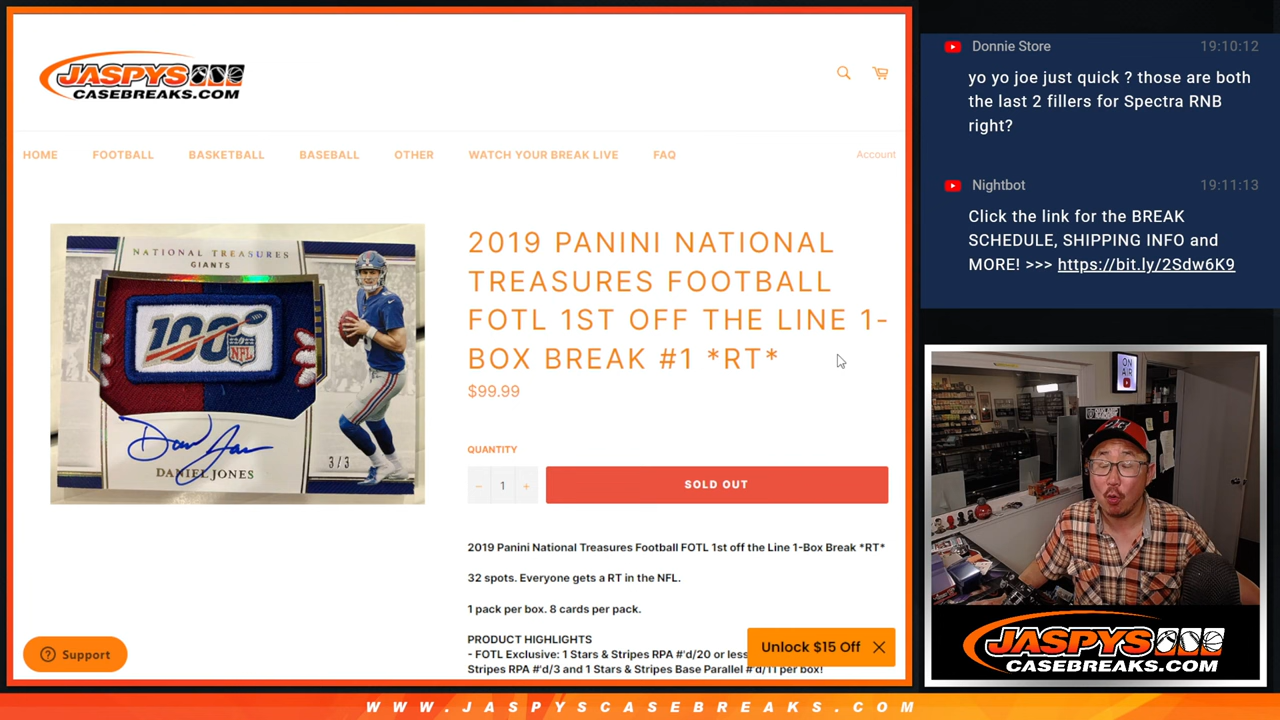 JASPYS
CASEBREAKS.COM
HOME
FOOTBALL
BASKETBALL
BASEBALL
OTHER
WATCH YOUR BREAK LIVE
FAQ
Account
NATIONAL TREASURES
GIANTS
100
NFL
DANIEL JONES
3/3
2019 PANINI NATIONAL
TREASURES FOOTBALL
FOTL 1ST OFF THE LINE 1-
BOX BREAK #1 *RT*
$99.99
QUANTITY
− 1 +
SOLD OUT
2019 Panini National Treasures Football FOTL 1st off the Line 1-Box Break *RT*
32 spots. Everyone gets a RT in the NFL.
1 pack per box. 8 cards per pack.
PRODUCT HIGHLIGHTS
- FOTL Exclusive: 1 Stars & Stripes RPA #'d/20 or less
Stripes RPA #'d/3 and 1 Stars & Stripes Base Parallel #'d/11 per box!
Support
Unlock $15 Off
Donnie Store
19:10:12
yo yo joe just quick ? those are both
the last 2 fillers for Spectra RNB
right?
Nightbot
19:11:13
Click the link for the BREAK
SCHEDULE, SHIPPING INFO and
MORE! >>> https://bit.ly/2Sdw6K9
ON
AIR
JASPYS
CASEBREAKS.COM
WWW.JASPYSCASEBREAKS.COM